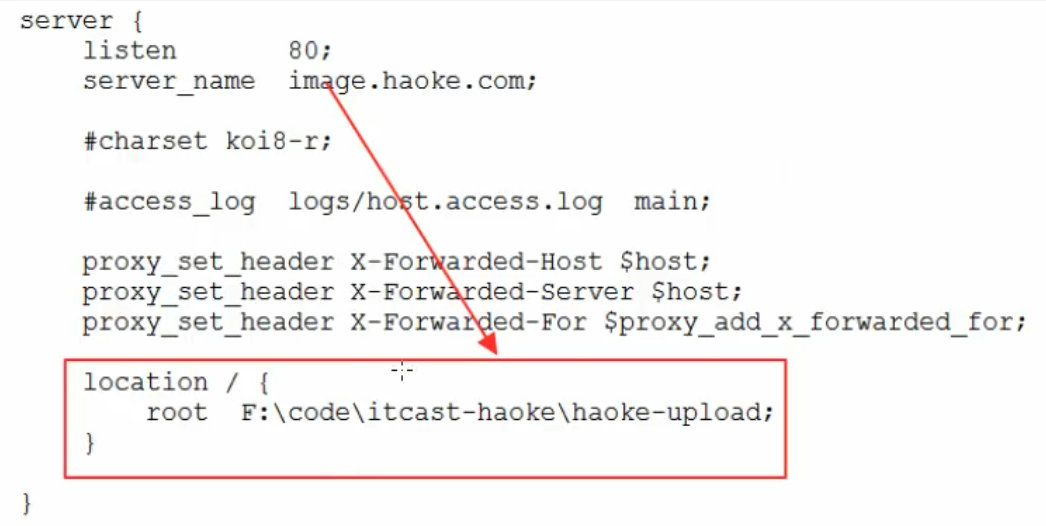 server {
    listen       80;
    server_name  image.haoke.com;
    #charset koi8-r;
    #access_log  logs/host.access.log  main;
    proxy_set_header X-Forwarded-Host $host;
    proxy_set_header X-Forwarded-Server $host;
    proxy_set_header X-Forwarded-For $proxy_add_x_forwarded_for;
    location / {
        root  F:\code\itcast-haoke\haoke-upload;
    }
}